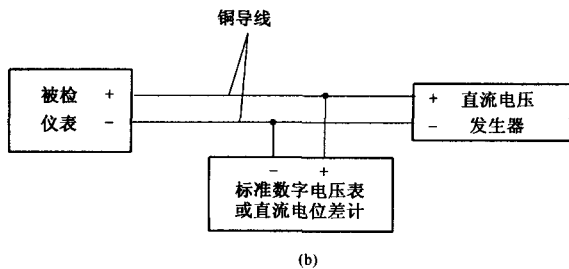 铜导线
被检 +
仪表 −
+ 直流电压
− 发生器
− +
标准数字电压表
或直流电位差计
(b)